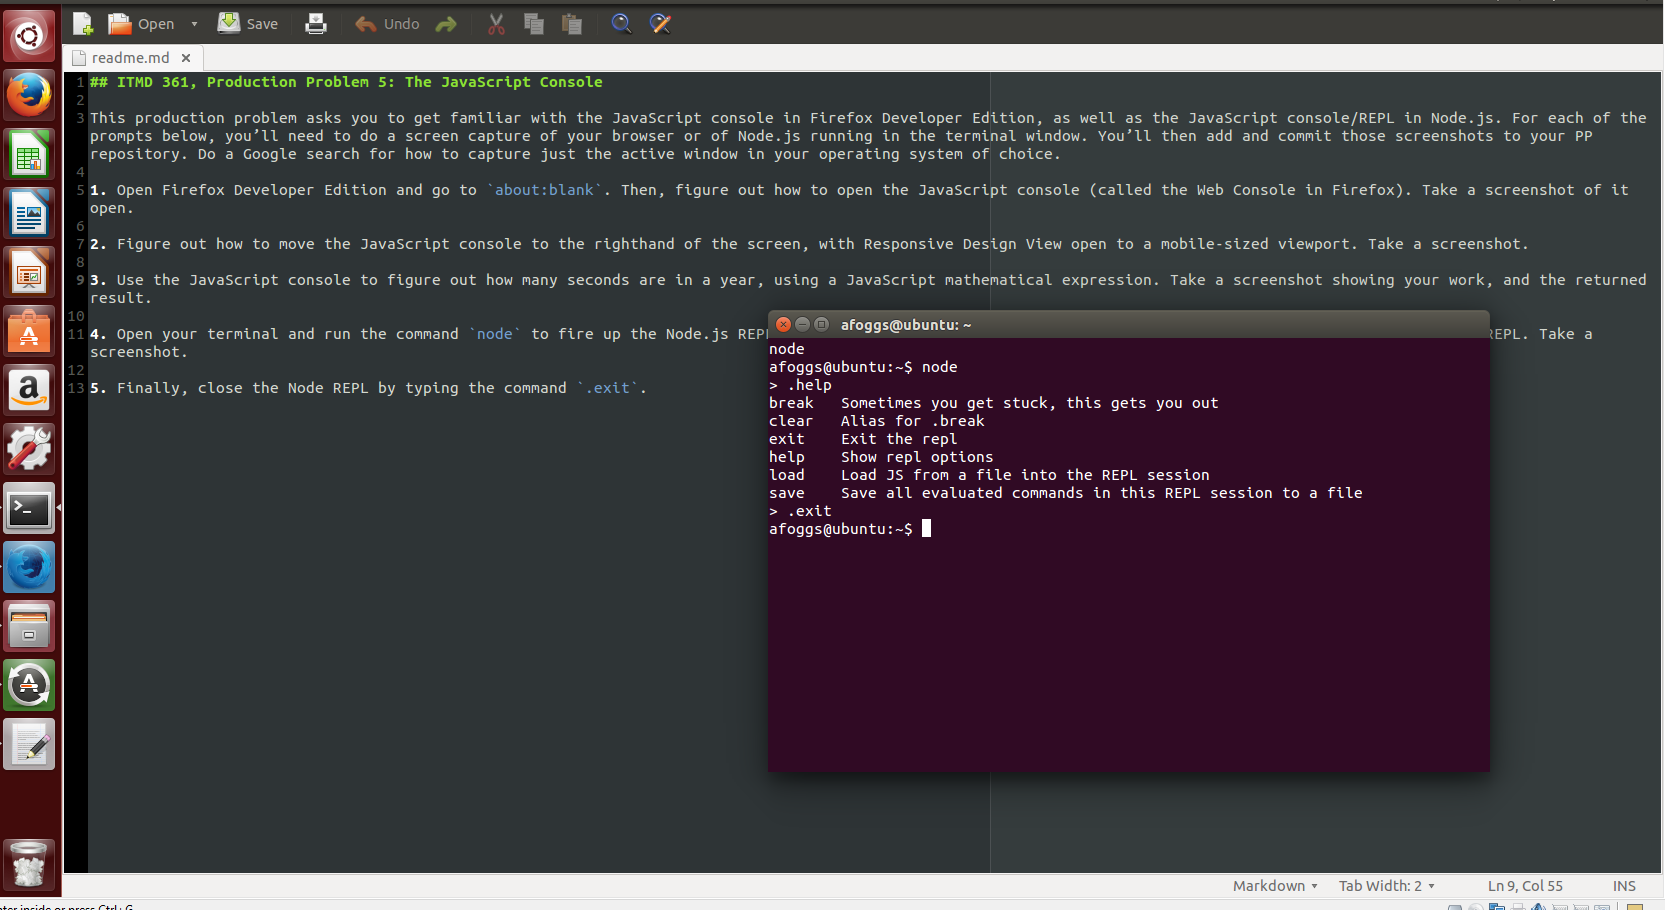 Open
Save
Undo
readme.md
1 ## ITMD 361, Production Problem 5: The JavaScript Console
2
3 This production problem asks you to get familiar with the JavaScript console in Firefox Developer Edition, as well as the JavaScript console/REPL in Node.js. For each of the
prompts below, you’ll need to do a screen capture of your browser or of Node.js running in the terminal window. You’ll then add and commit those screenshots to your PP
repository. Do a Google search for how to capture just the active window in your operating system of choice.
4
5 1. Open Firefox Developer Edition and go to `about:blank`. Then, figure out how to open the JavaScript console (called the Web Console in Firefox). Take a screenshot of it
open.
6
7 2. Figure out how to move the JavaScript console to the righthand of the screen, with Responsive Design View open to a mobile-sized viewport. Take a screenshot.
8
9 3. Use the JavaScript console to figure out how many seconds are in a year, using a JavaScript mathematical expression. Take a screenshot showing your work, and the returned
result.
10
11 4. Open your terminal and run the command `node` to fire up the Node.js REP
REPL. Take a
screenshot.
12
13 5. Finally, close the Node REPL by typing the command `.exit`.
afoggs@ubuntu: ~
node
afoggs@ubuntu:~$ node
> .help
break Sometimes you get stuck, this gets you out
clear Alias for .break
exit Exit the repl
help Show repl options
load Load JS from a file into the REPL session
save Save all evaluated commands in this REPL session to a file
> .exit
afoggs@ubuntu:~$
Markdown
Tab Width: 2
Ln 9, Col 55
INS
inside or press Ctrl+G